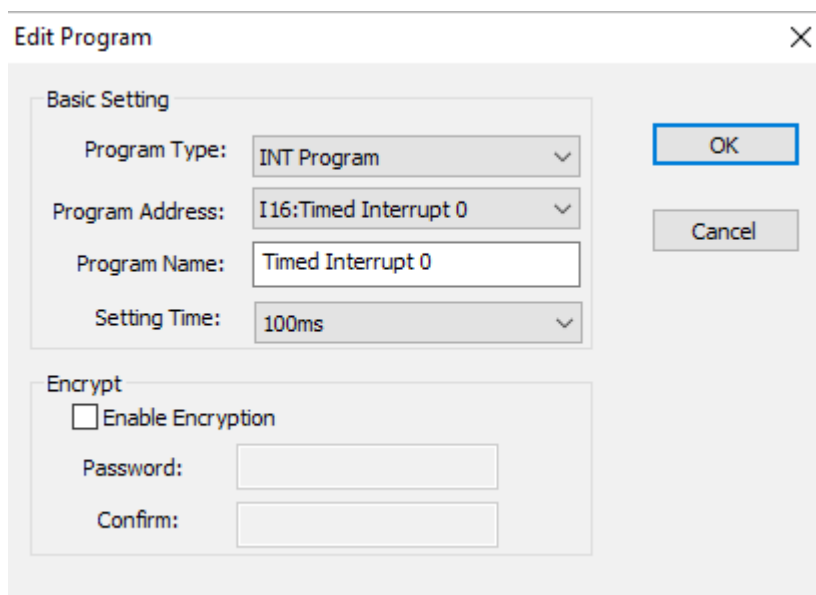 Edit Program
Basic Setting
Program Type: INT Program
OK
Program Address: I16:Timed Interrupt 0
Cancel
Program Name: Timed Interrupt 0
Setting Time: 100ms
Encrypt
Enable Encryption
Password:
Confirm: